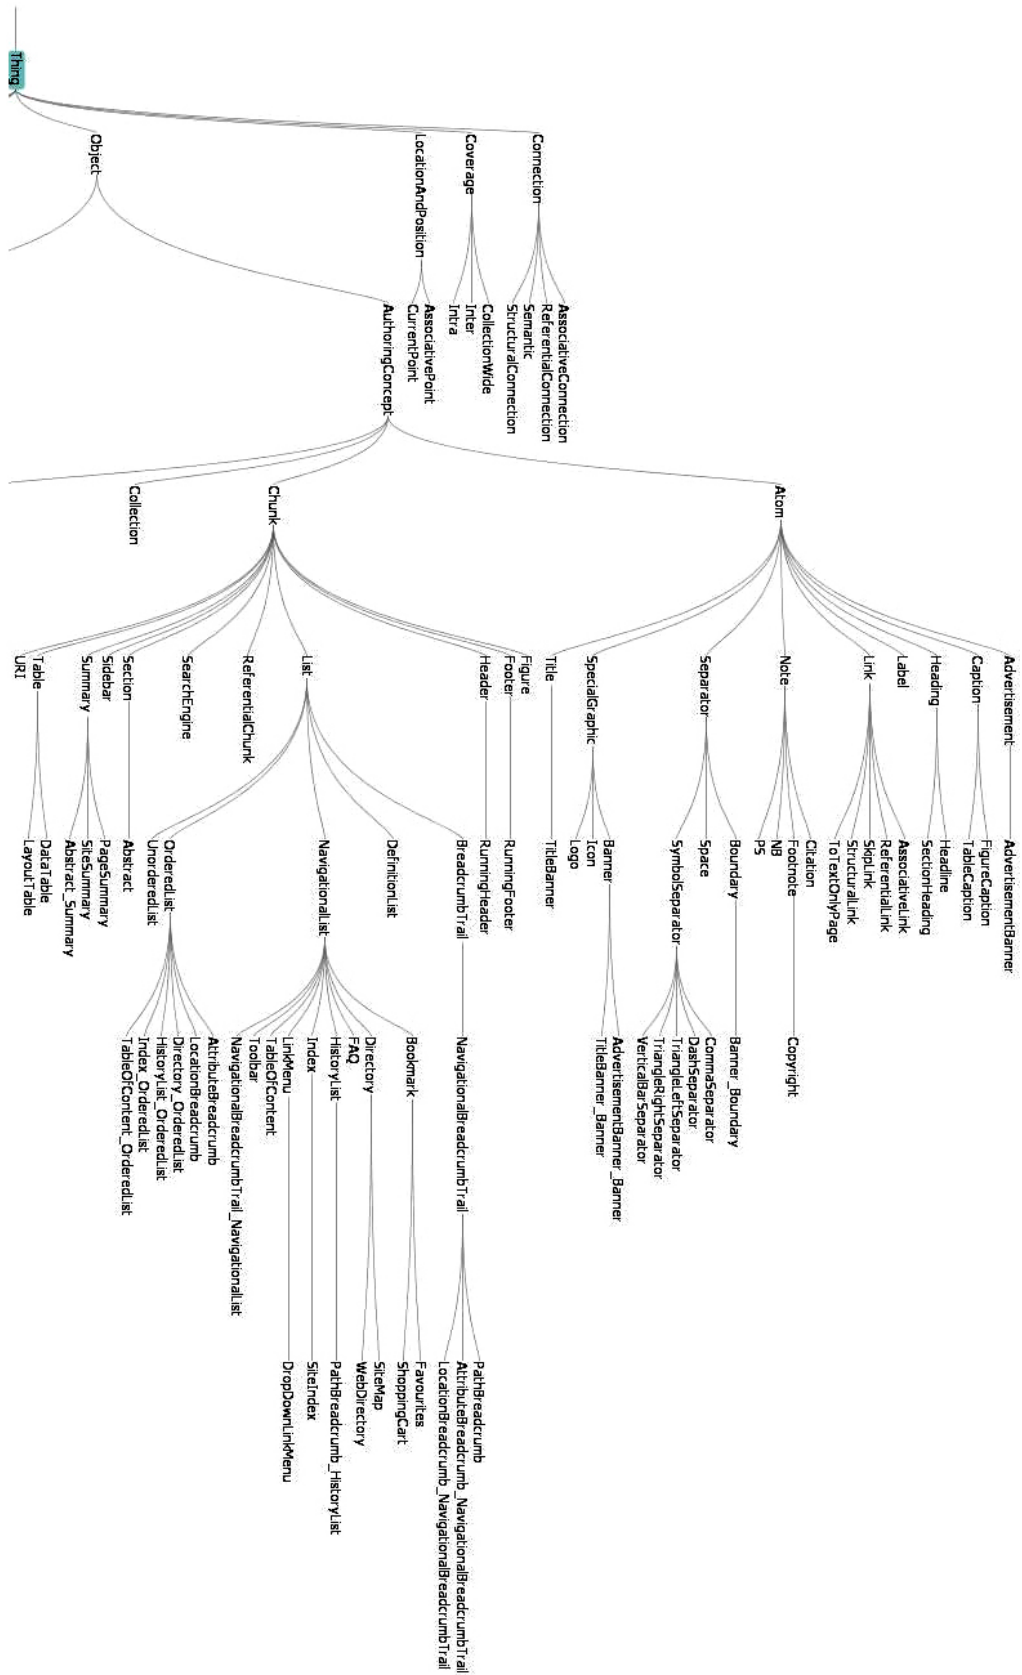 Thing
Connection
Coverage
LocationAndPosition
Object
AssociativeConnection
ReferentialConnection
Semantic
StructuralConnection
CollectionWide
Inter
Intra
AssociativePoint
CurrentPoint
AuthoringConcept
Atom
Chunk
Collection
Advertisement
Caption
Heading
Label
Link
Note
Separator
SpecialGraphic
Title
Figure
Footer
Header
List
ReferentialChunk
SearchEngine
Section
Sidebar
Summary
Table
URI
AdvertisementBanner
FigureCaption
TableCaption
Headline
SectionHeading
AssociativeLink
ReferentialLink
SkipLink
StructuralLink
ToTextOnlyPage
Citation
Footnote
NB
PS
Boundary
Space
SymbolSeparator
Banner
Icon
Logo
TitleBanner
RunningFooter
RunningHeader
BreadcrumbTrail
DefinitionList
NavigationalList
OrderedList
UnorderedList
Abstract
PageSummary
SiteSummary
Abstract_Summary
DataTable
LayoutTable
Copyright
Banner_Boundary
CommaSeparator
DashSeparator
TriangleLeftSeparator
TriangleRightSeparator
VerticalBarSeparator
AdvertisementBanner_Banner
TitleBanner_Banner
NavigationalBreadcrumbTrail
Bookmark
Directory
FAQ
HistoryList
Index
LinkMenu
TableOfContent
Toolbar
NavigationalBreadcrumbTrail_NavigationalList
AttributeBreadcrumb
LocationBreadcrumb
Directory_OrderedList
HistoryList_OrderedList
Index_OrderedList
TableOfContent_OrderedList
PathBreadcrumb
AttributeBreadcrumb_NavigationalBreadcrumbTrail
LocationBreadcrumb_NavigationalBreadcrumbTrail
Favourites
ShoppingCart
SiteMap
WebDirectory
PathBreadcrumb_HistoryList
SiteIndex
DropDownLinkMenu